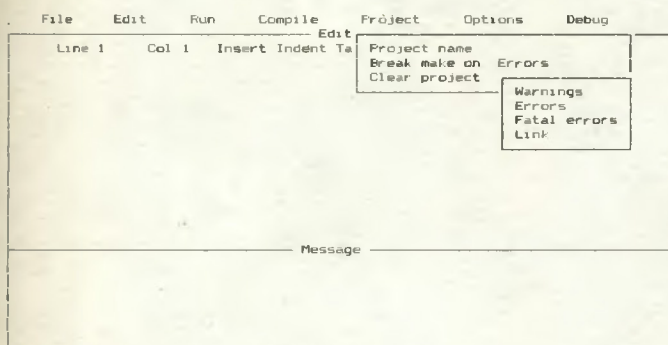 File Edit Run Compile Project Options Debug
Edit
Line 1 Col 1 Insert Indent Ta
Project name
Break make on Errors
Clear project
Warnings
Errors
Fatal errors
Link
Message